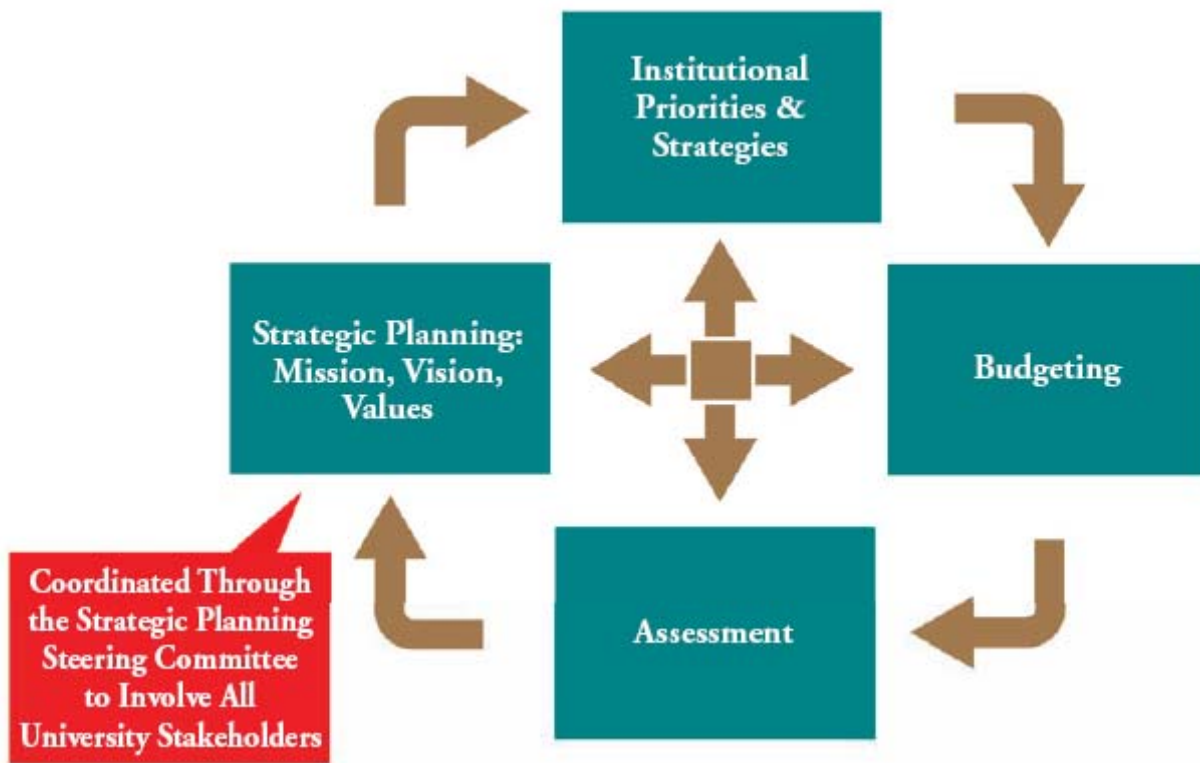 Institutional
Priorities &
Strategies
Strategic Planning:
Mission, Vision,
Values
Budgeting
Coordinated Through
the Strategic Planning
Steering Committee
to Involve All
University Stakeholders
Assessment